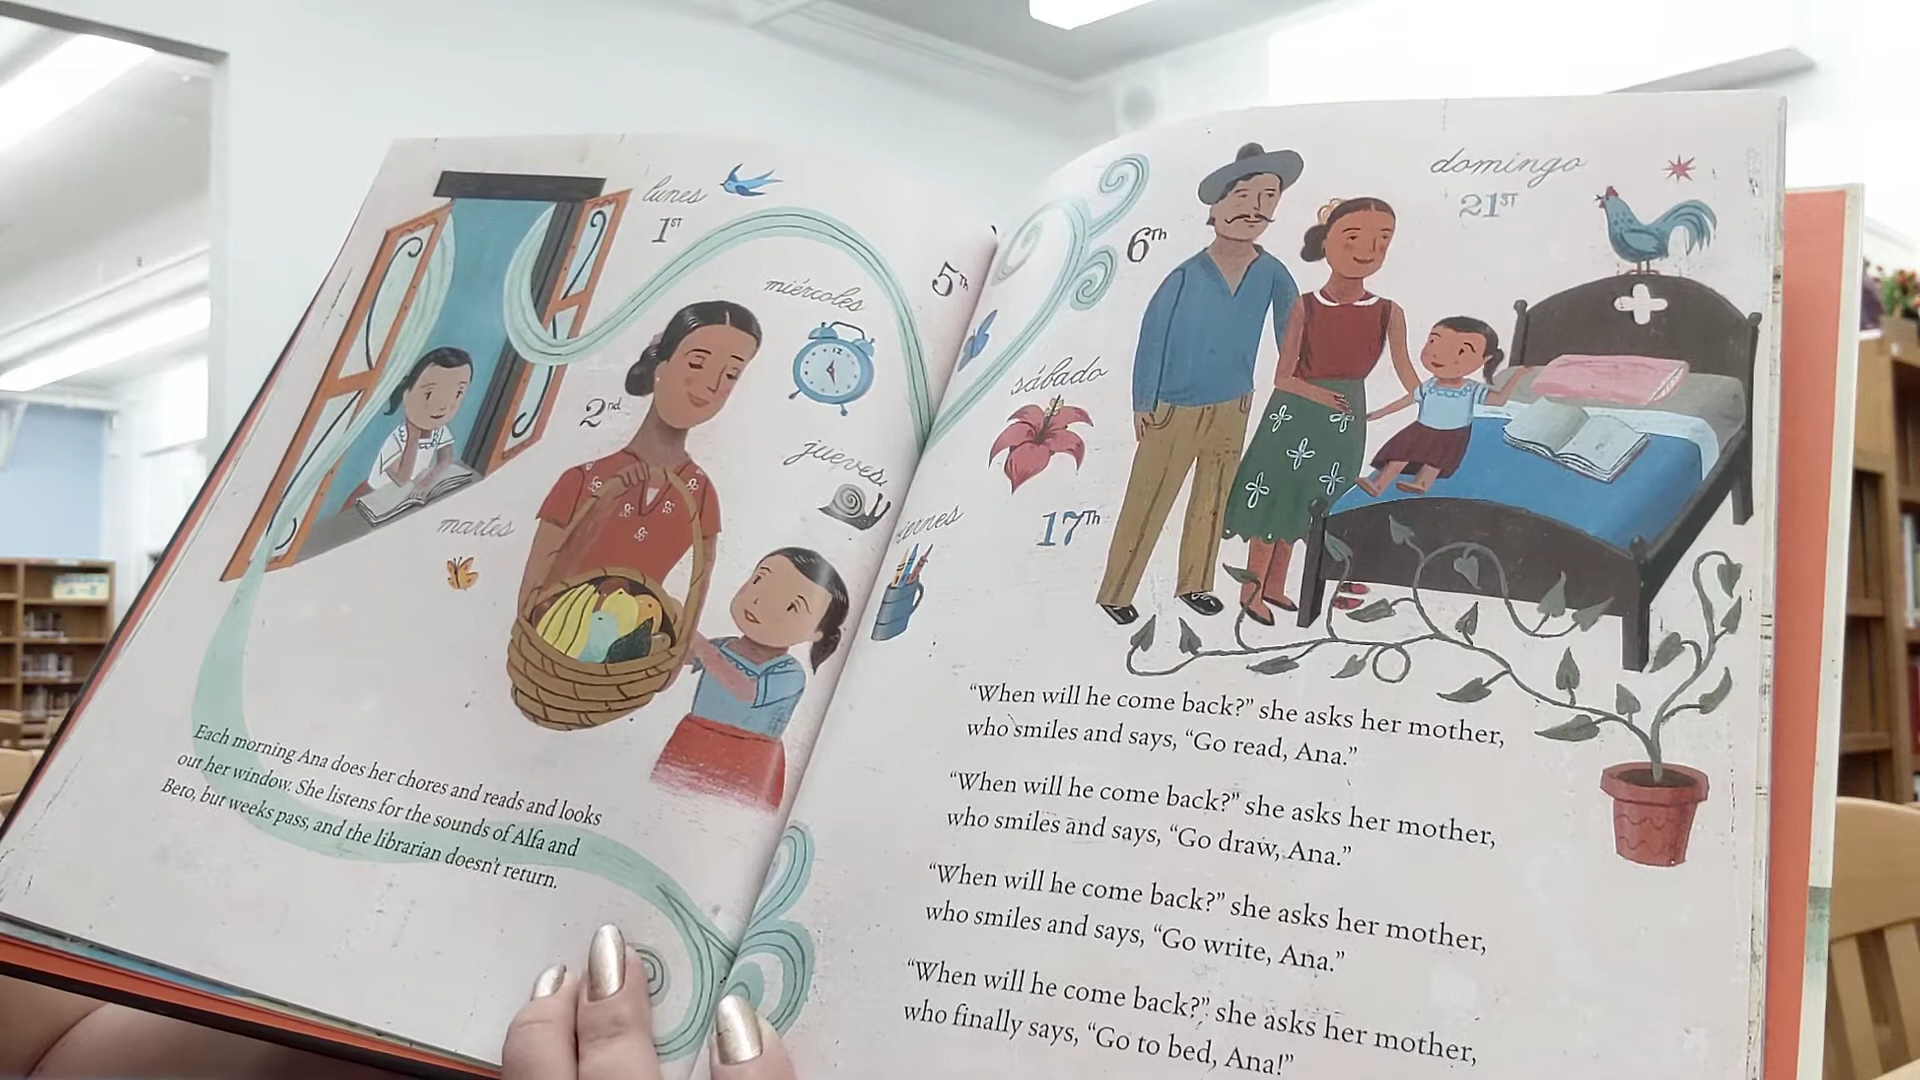 lunes
1ST
miércoles
5Th
2nd
jueves
martes
Each morning Ana does her chores and reads and looks
out her window. She listens for the sounds of Alfa and
Beto, but weeks pass, and the librarian doesn't return.
domingo
21ST
6Th
sábado
17Th
“When will he come back?” she asks her mother,
who smiles and says, “Go read, Ana.”
“When will he come back?” she asks her mother,
who smiles and says, “Go draw, Ana.”
“When will he come back?” she asks her mother,
who smiles and says, “Go write, Ana.”
“When will he come back?” she asks her mother,
who finally says, “Go to bed, Ana!”